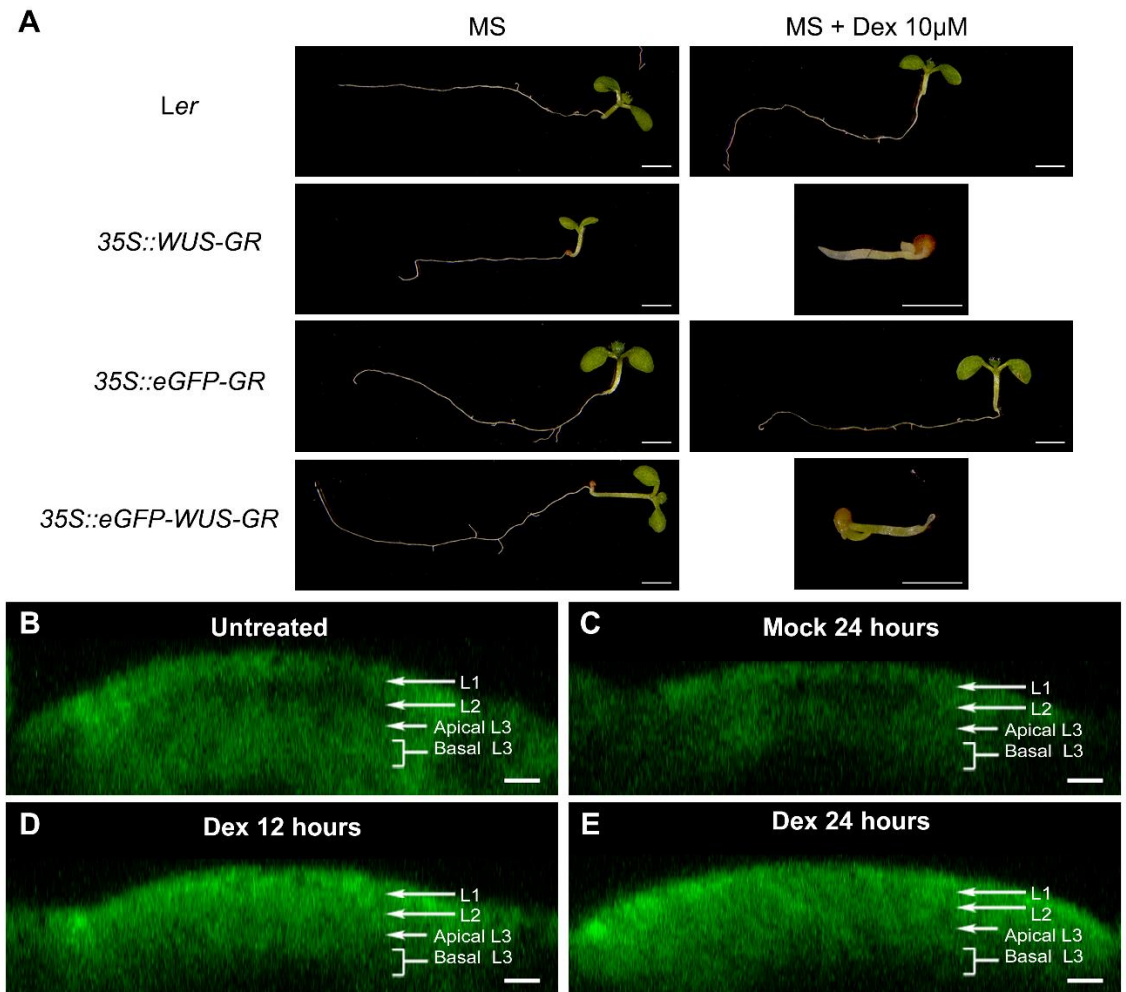 A
MS
MS + Dex 10µM
Ler
35S::WUS-GR
35S::eGFP-GR
35S::eGFP-WUS-GR
B
Untreated
L1
L2
Apical L3
Basal L3
C
Mock 24 hours
L1
L2
Apical L3
Basal L3
D
Dex 12 hours
L1
L2
Apical L3
Basal L3
E
Dex 24 hours
L1
L2
Apical L3
Basal L3